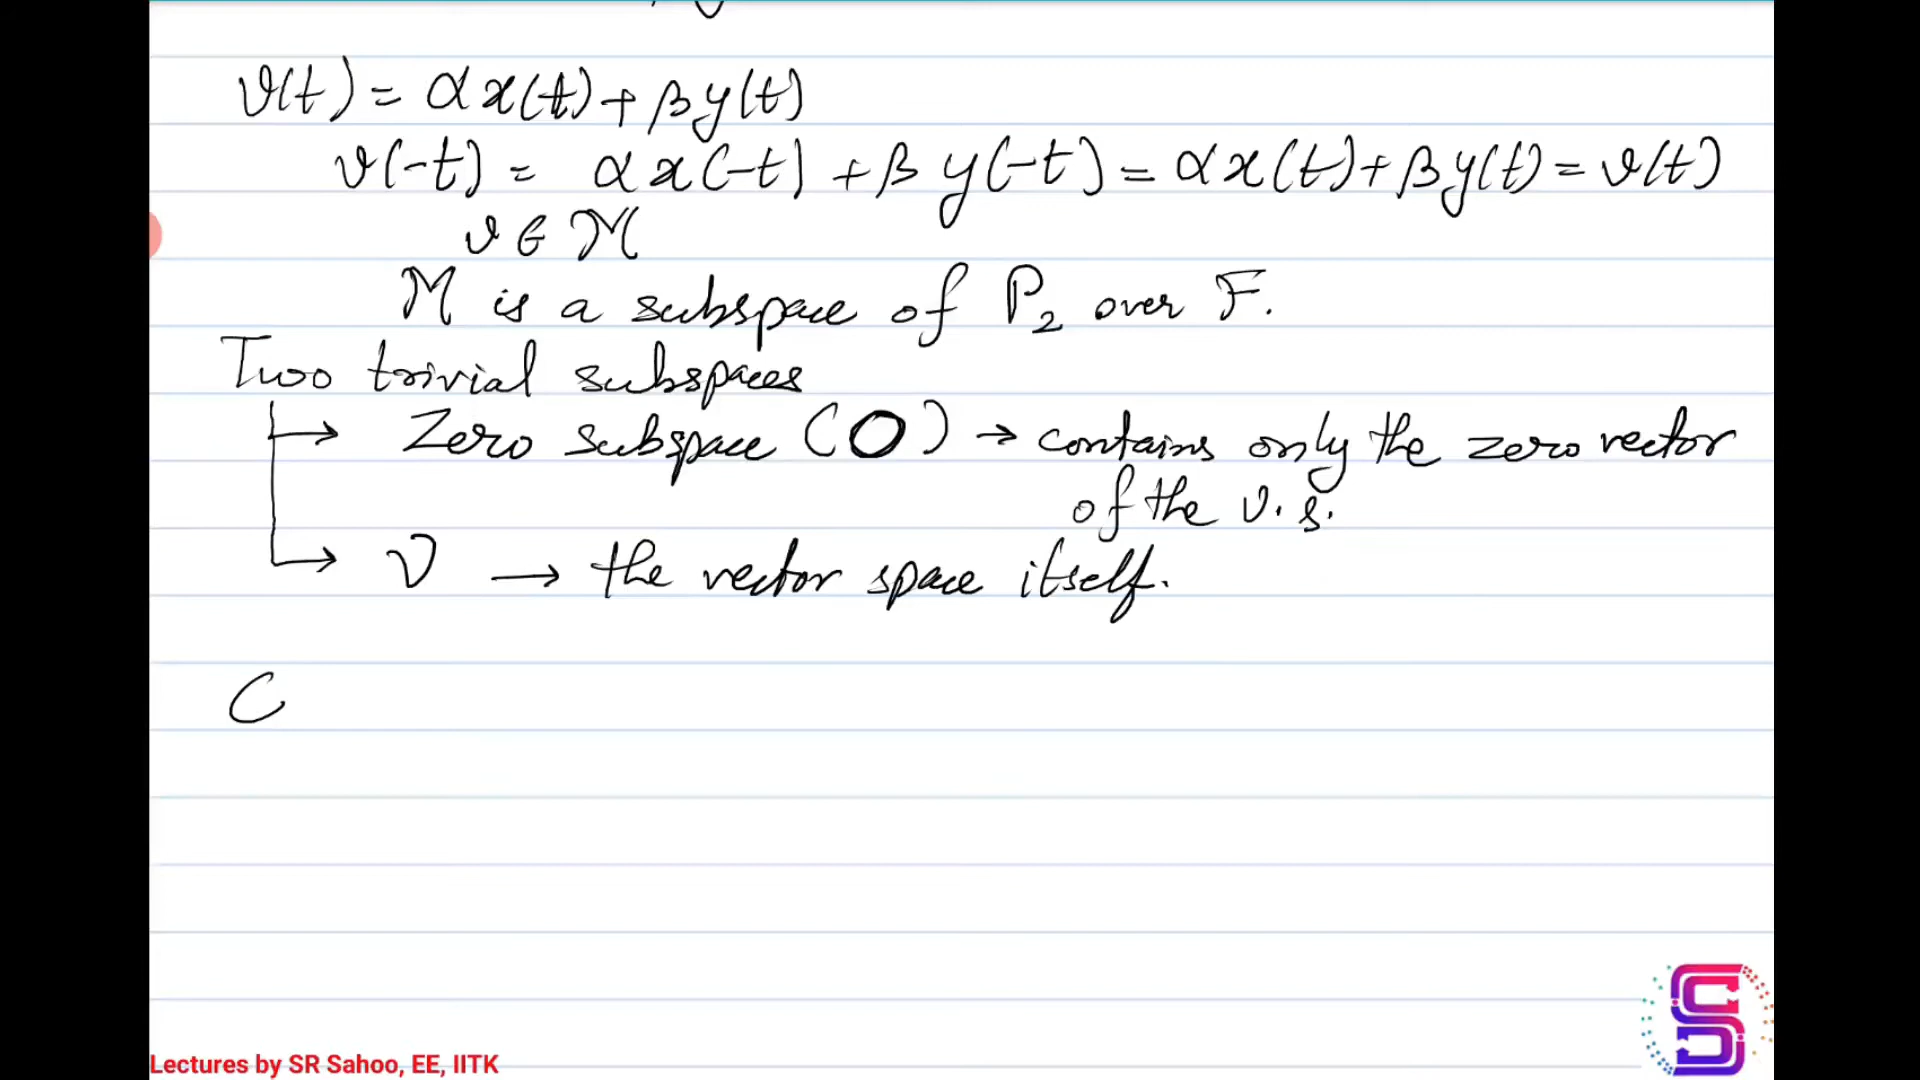 v(t) = αx(t) + βy(t)
v(-t) = αx(-t) + βy(-t) = αx(t) + βy(t) = v(t)
v ∈ M
M is a subspace of P₂ over F.
Two trivial subspaces
→ Zero subspace (O) → contains only the zero vector
of the v.s.
→ V → the vector space itself.
C
Lectures by SR Sahoo, EE, IITK